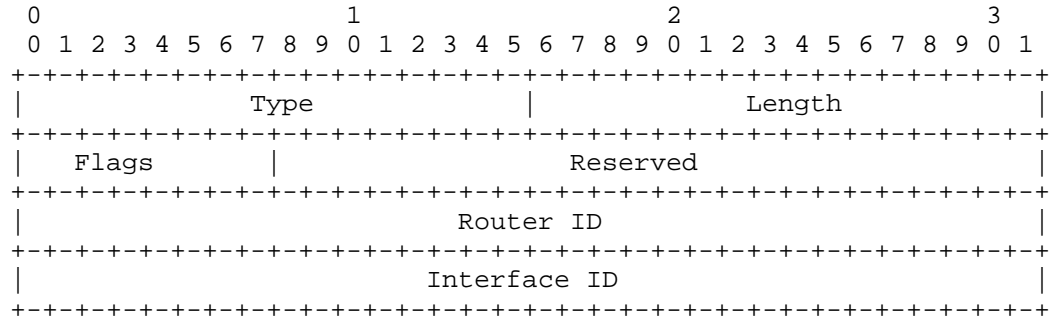 0                   1                   2                   3
 0 1 2 3 4 5 6 7 8 9 0 1 2 3 4 5 6 7 8 9 0 1 2 3 4 5 6 7 8 9 0 1
+-+-+-+-+-+-+-+-+-+-+-+-+-+-+-+-+-+-+-+-+-+-+-+-+-+-+-+-+-+-+-+-+
|              Type             |             Length            |
+-+-+-+-+-+-+-+-+-+-+-+-+-+-+-+-+-+-+-+-+-+-+-+-+-+-+-+-+-+-+-+-+
|   Flags       |                  Reserved                     |
+-+-+-+-+-+-+-+-+-+-+-+-+-+-+-+-+-+-+-+-+-+-+-+-+-+-+-+-+-+-+-+-+
|                           Router ID                           |
+-+-+-+-+-+-+-+-+-+-+-+-+-+-+-+-+-+-+-+-+-+-+-+-+-+-+-+-+-+-+-+-+
|                         Interface ID                          |
+-+-+-+-+-+-+-+-+-+-+-+-+-+-+-+-+-+-+-+-+-+-+-+-+-+-+-+-+-+-+-+-+